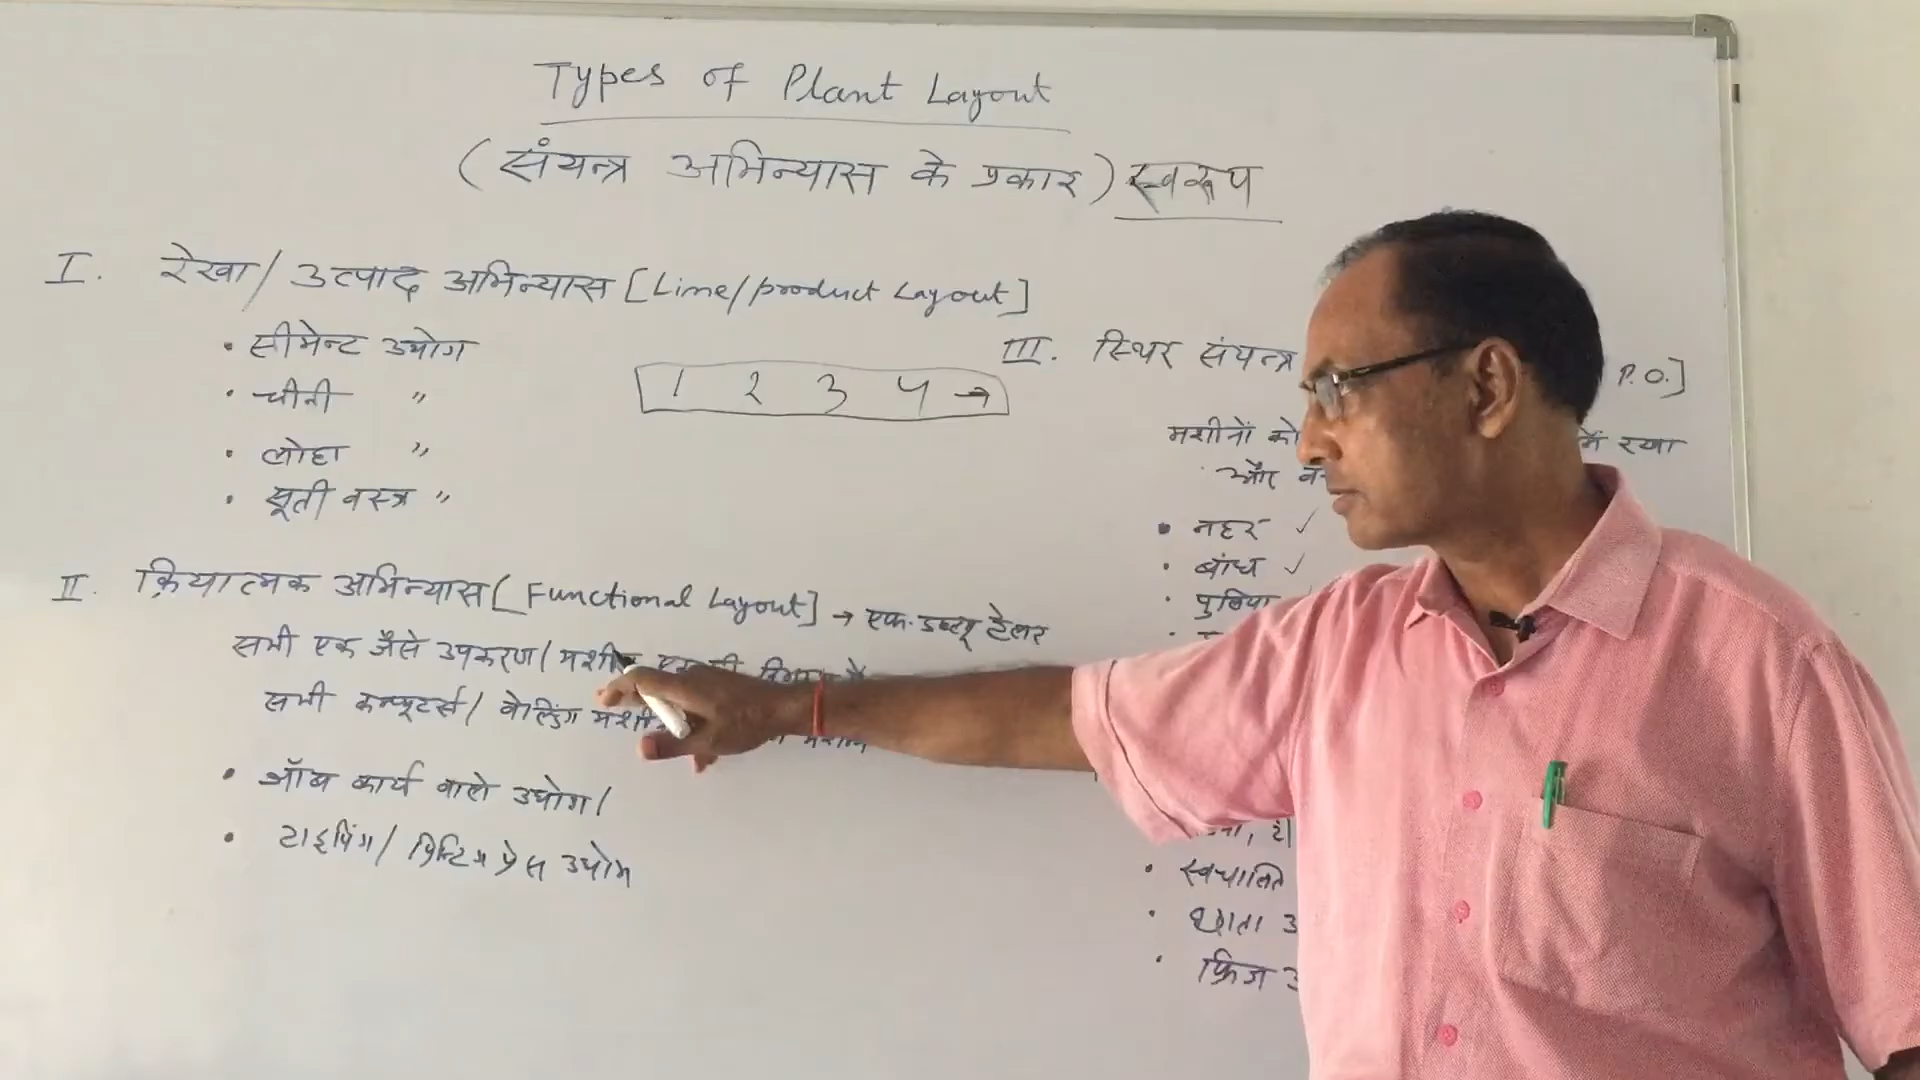 Types of Plant Layout
(संयन्त्र अभिन्यास के प्रकार) स्वरूप
I. रेखा/उत्पाद अभिन्यास [Line/product Layout]
• सीमेन्ट उद्योग
• चीनी "
• लोहा "
• सूती वस्त्र "
1 2 3 4 →
II. क्रियात्मक अभिन्यास [Functional Layout] → एफ. डब्ल्यू टेलर
सभी एक जैसे उपकरण/मशीन
सभी कम्प्यूटर्स/ वेल्डिंग मशीन
• जॉब कार्य वाले उद्योग/
• टाइपिंग/ प्रिन्टिंग प्रेस उद्योग
III. स्थिर संयन्त्र P.O.]
मशीनों को में रखा
और
• नहर ✓
• बांध ✓
• पुलिया
• स्वचालित
• छाता उ
• फ्रिज उ